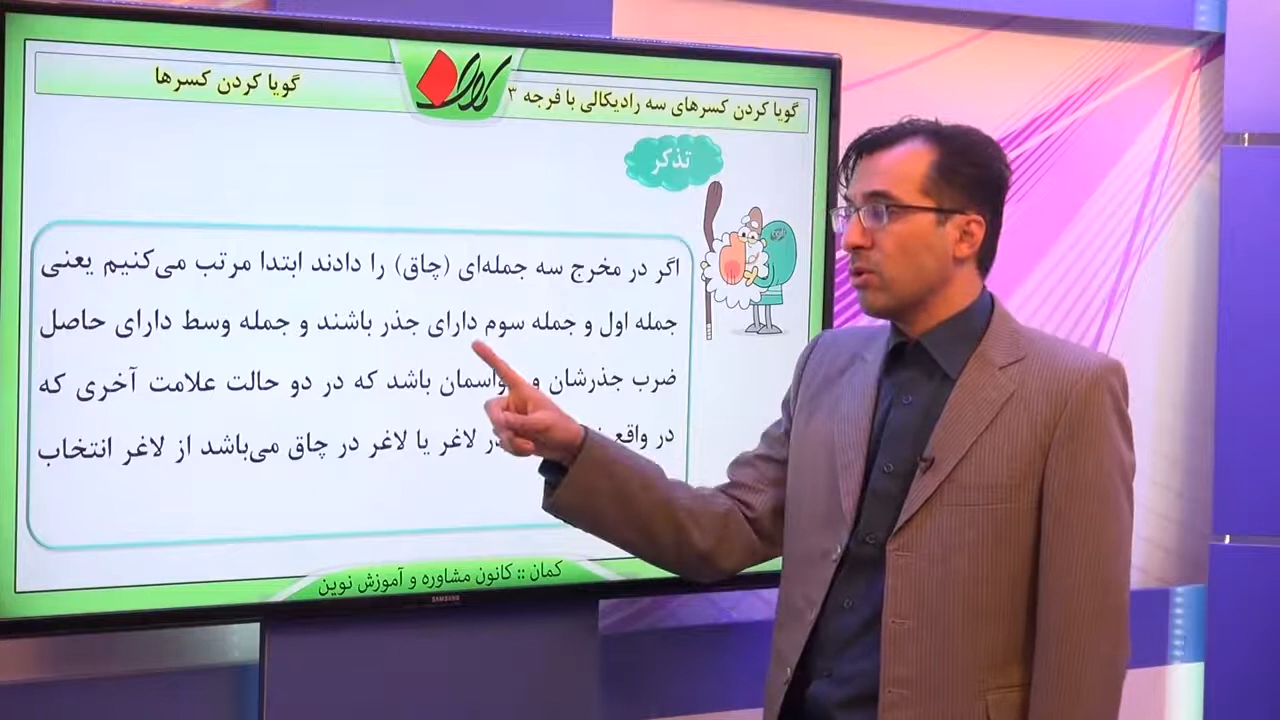 گویا کردن کسرهای سه رادیکالی با فرجه ۳
گویا کردن کسرها
تذکر
اگر در مخرج سه جمله‌ای (چاق) را دادند ابتدا مرتب می‌کنیم یعنی
جمله اول و جمله سوم دارای جذر باشند و جمله وسط دارای حاصل
ضرب جذرشان و حواسمان باشد که در دو حالت علامت آخری که
در واقع در لاغر یا لاغر در چاق می‌باشد از لاغر انتخاب
کمان :: کانون مشاوره و آموزش نوین
SAMSUNG